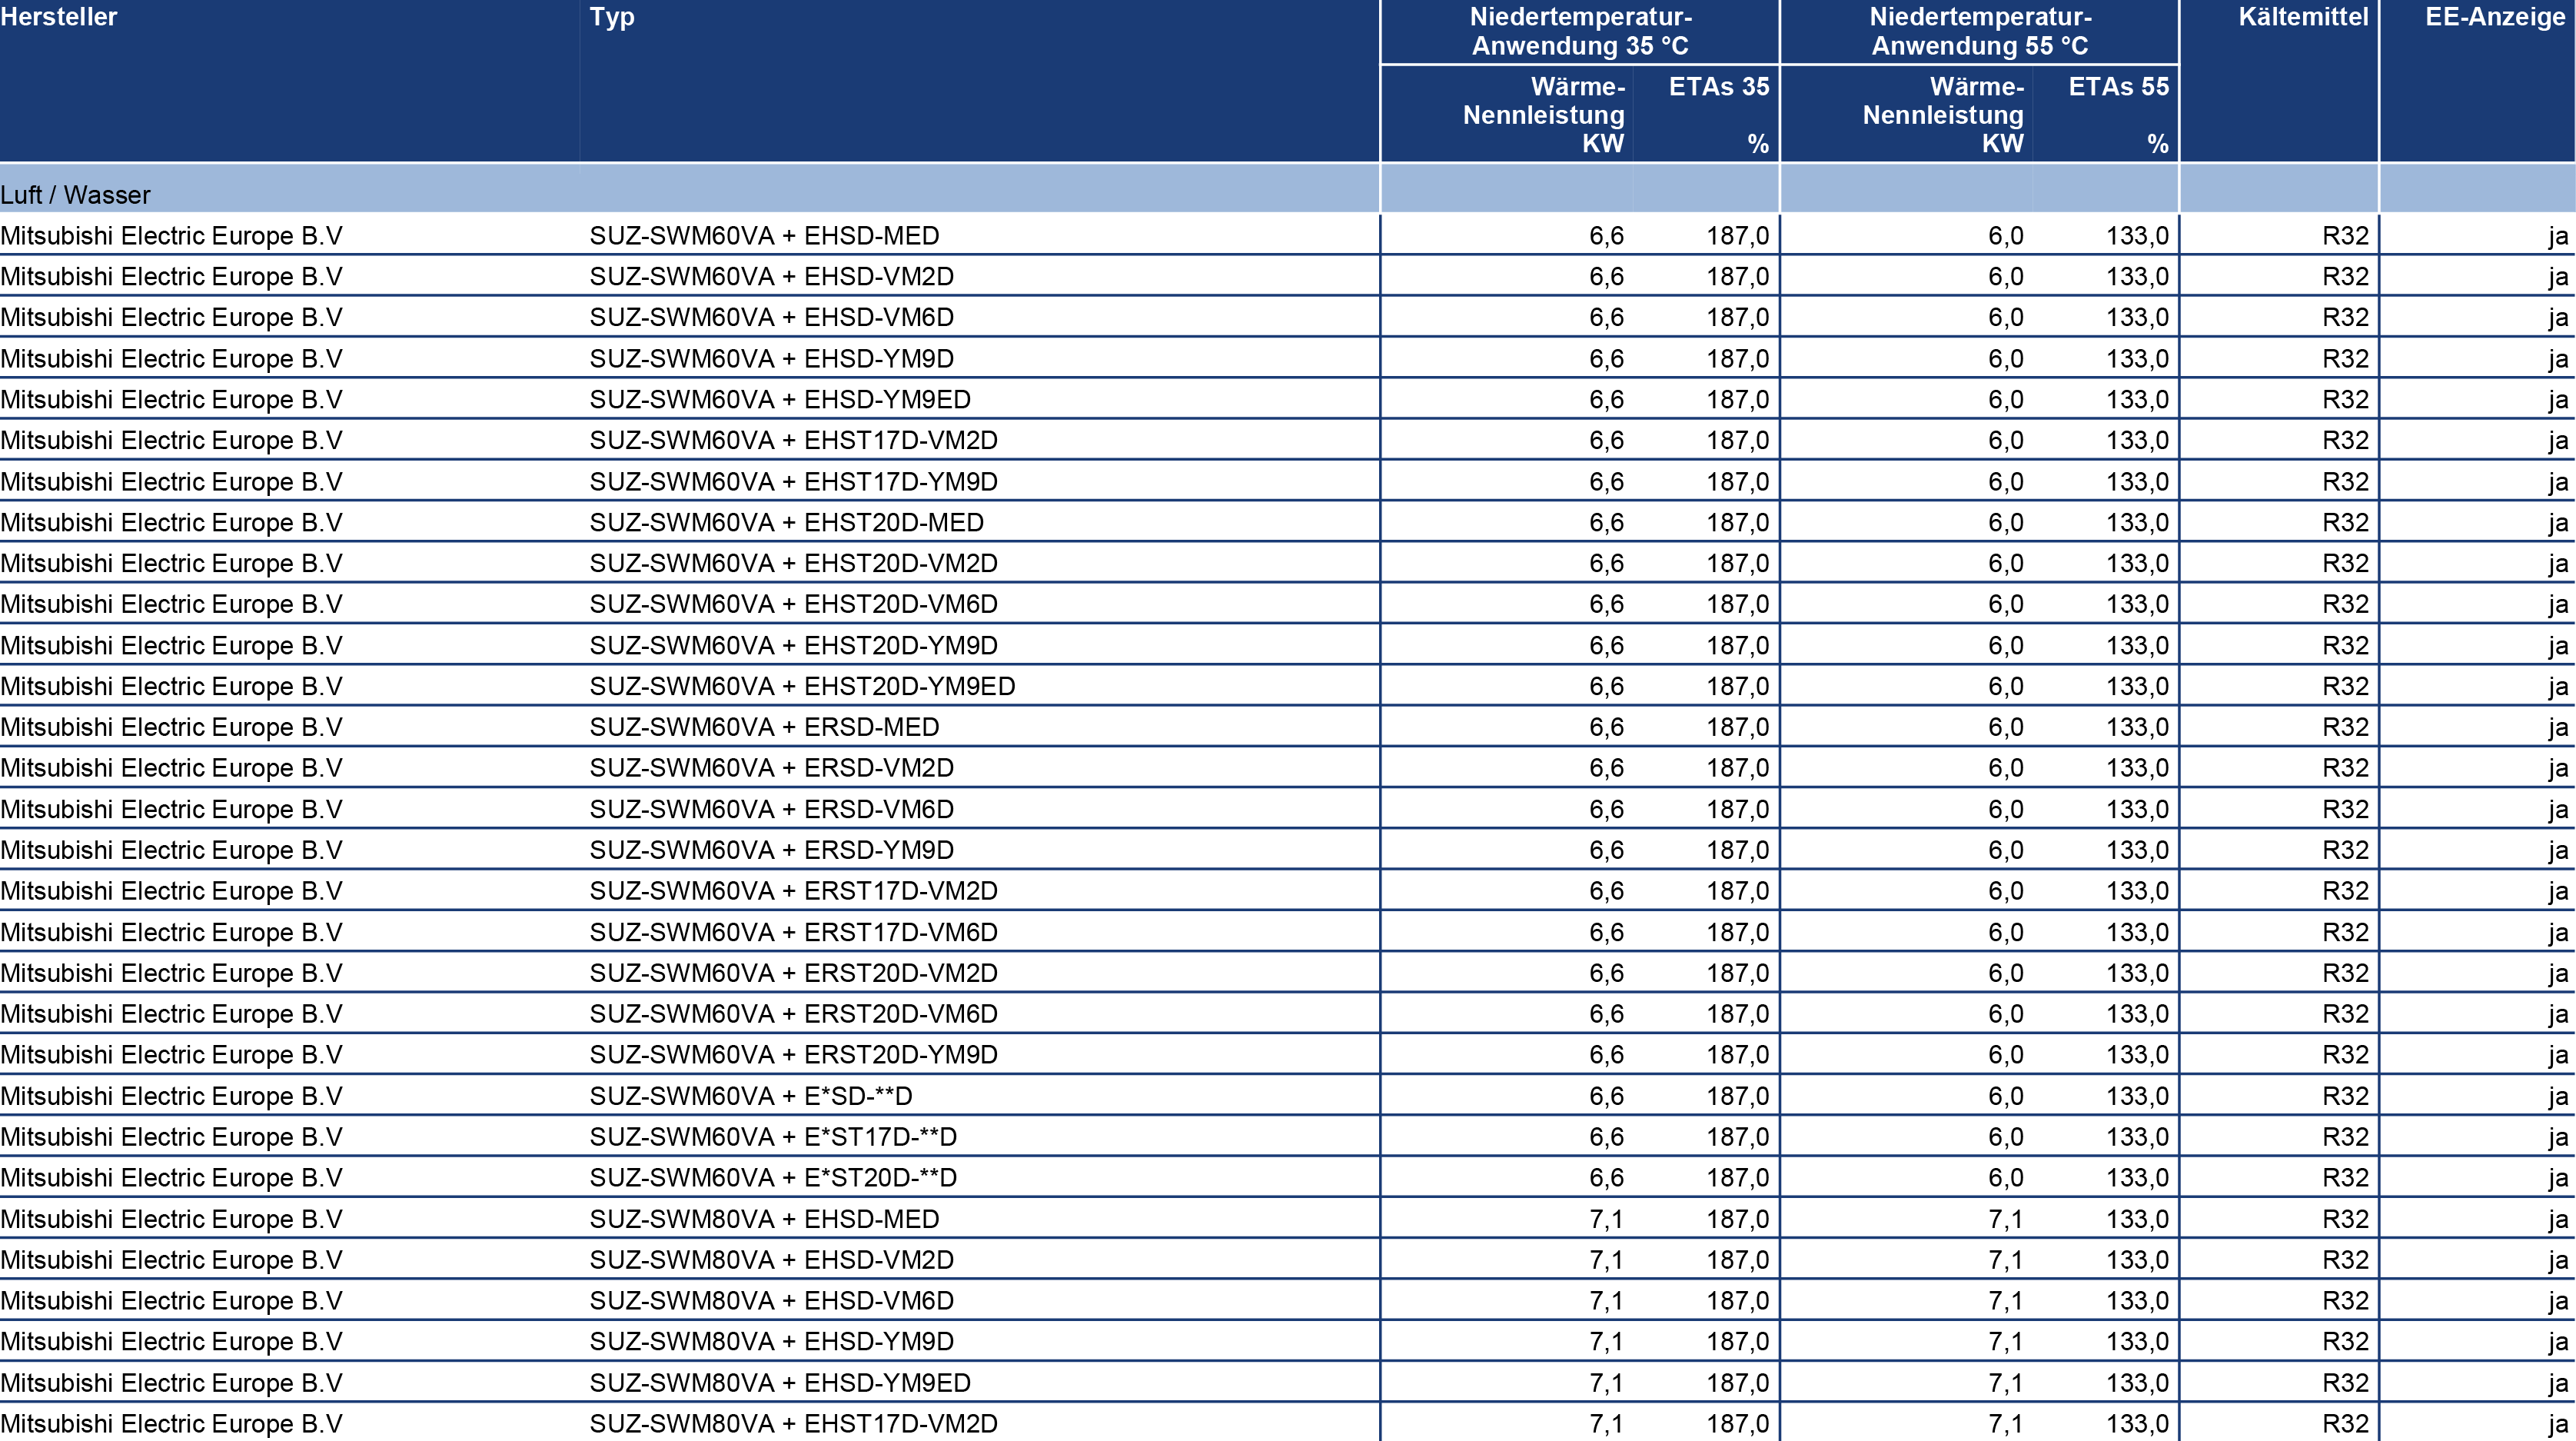 Hersteller Typ Niedertemperatur- Niedertemperatur- Kältemittel EE-Anzeige
Anwendung 35 °C Anwendung 55 °C
Wärme- ETAs 35 Wärme- ETAs 55
Nennleistung Nennleistung
KW % KW %
Luft / Wasser
Mitsubishi Electric Europe B.V SUZ-SWM60VA + EHSD-MED 6,6 187,0 6,0 133,0 R32 ja
Mitsubishi Electric Europe B.V SUZ-SWM60VA + EHSD-VM2D 6,6 187,0 6,0 133,0 R32 ja
Mitsubishi Electric Europe B.V SUZ-SWM60VA + EHSD-VM6D 6,6 187,0 6,0 133,0 R32 ja
Mitsubishi Electric Europe B.V SUZ-SWM60VA + EHSD-YM9D 6,6 187,0 6,0 133,0 R32 ja
Mitsubishi Electric Europe B.V SUZ-SWM60VA + EHSD-YM9ED 6,6 187,0 6,0 133,0 R32 ja
Mitsubishi Electric Europe B.V SUZ-SWM60VA + EHST17D-VM2D 6,6 187,0 6,0 133,0 R32 ja
Mitsubishi Electric Europe B.V SUZ-SWM60VA + EHST17D-YM9D 6,6 187,0 6,0 133,0 R32 ja
Mitsubishi Electric Europe B.V SUZ-SWM60VA + EHST20D-MED 6,6 187,0 6,0 133,0 R32 ja
Mitsubishi Electric Europe B.V SUZ-SWM60VA + EHST20D-VM2D 6,6 187,0 6,0 133,0 R32 ja
Mitsubishi Electric Europe B.V SUZ-SWM60VA + EHST20D-VM6D 6,6 187,0 6,0 133,0 R32 ja
Mitsubishi Electric Europe B.V SUZ-SWM60VA + EHST20D-YM9D 6,6 187,0 6,0 133,0 R32 ja
Mitsubishi Electric Europe B.V SUZ-SWM60VA + EHST20D-YM9ED 6,6 187,0 6,0 133,0 R32 ja
Mitsubishi Electric Europe B.V SUZ-SWM60VA + ERSD-MED 6,6 187,0 6,0 133,0 R32 ja
Mitsubishi Electric Europe B.V SUZ-SWM60VA + ERSD-VM2D 6,6 187,0 6,0 133,0 R32 ja
Mitsubishi Electric Europe B.V SUZ-SWM60VA + ERSD-VM6D 6,6 187,0 6,0 133,0 R32 ja
Mitsubishi Electric Europe B.V SUZ-SWM60VA + ERSD-YM9D 6,6 187,0 6,0 133,0 R32 ja
Mitsubishi Electric Europe B.V SUZ-SWM60VA + ERST17D-VM2D 6,6 187,0 6,0 133,0 R32 ja
Mitsubishi Electric Europe B.V SUZ-SWM60VA + ERST17D-VM6D 6,6 187,0 6,0 133,0 R32 ja
Mitsubishi Electric Europe B.V SUZ-SWM60VA + ERST20D-VM2D 6,6 187,0 6,0 133,0 R32 ja
Mitsubishi Electric Europe B.V SUZ-SWM60VA + ERST20D-VM6D 6,6 187,0 6,0 133,0 R32 ja
Mitsubishi Electric Europe B.V SUZ-SWM60VA + ERST20D-YM9D 6,6 187,0 6,0 133,0 R32 ja
Mitsubishi Electric Europe B.V SUZ-SWM60VA + E*SD-**D 6,6 187,0 6,0 133,0 R32 ja
Mitsubishi Electric Europe B.V SUZ-SWM60VA + E*ST17D-**D 6,6 187,0 6,0 133,0 R32 ja
Mitsubishi Electric Europe B.V SUZ-SWM60VA + E*ST20D-**D 6,6 187,0 6,0 133,0 R32 ja
Mitsubishi Electric Europe B.V SUZ-SWM80VA + EHSD-MED 7,1 187,0 7,1 133,0 R32 ja
Mitsubishi Electric Europe B.V SUZ-SWM80VA + EHSD-VM2D 7,1 187,0 7,1 133,0 R32 ja
Mitsubishi Electric Europe B.V SUZ-SWM80VA + EHSD-VM6D 7,1 187,0 7,1 133,0 R32 ja
Mitsubishi Electric Europe B.V SUZ-SWM80VA + EHSD-YM9D 7,1 187,0 7,1 133,0 R32 ja
Mitsubishi Electric Europe B.V SUZ-SWM80VA + EHSD-YM9ED 7,1 187,0 7,1 133,0 R32 ja
Mitsubishi Electric Europe B.V SUZ-SWM80VA + EHST17D-VM2D 7,1 187,0 7,1 133,0 R32 ja